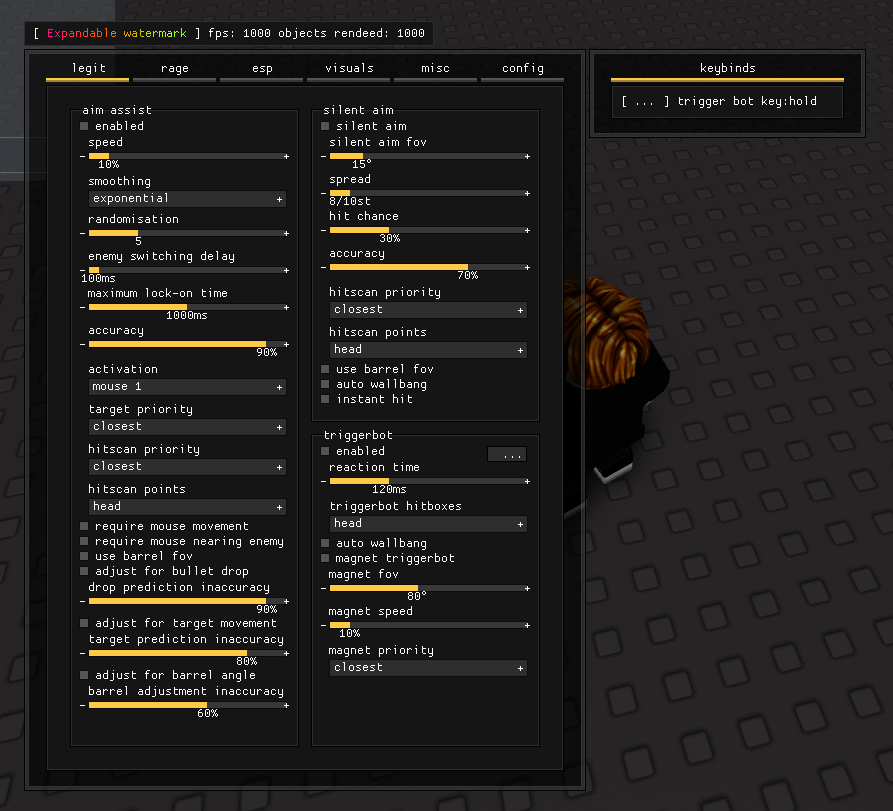 [ Expandable watermark ] fps: 1000 objects rendeed: 1000
legit rage esp visuals misc config
aim assist
enabled
speed
- +
10%
smoothing
exponential +
randomisation
- +
5
enemy switching delay
- +
100ms
maximum lock-on time
- +
1000ms
accuracy
- +
90%
activation
mouse 1 +
target priority
closest +
hitscan priority
closest +
hitscan points
head +
require mouse movement
require mouse nearing enemy
use barrel fov
adjust for bullet drop
drop prediction inaccuracy
- +
90%
adjust for target movement
target prediction inaccuracy
- +
80%
adjust for barrel angle
barrel adjustment inaccuracy
- +
60%
silent aim
silent aim
silent aim fov
- +
15°
spread
- +
8/10st
hit chance
- +
30%
accuracy
- +
70%
hitscan priority
closest +
hitscan points
head +
use barrel fov
auto wallbang
instant hit
triggerbot
enabled ...
reaction time
- +
120ms
triggerbot hitboxes
head +
auto wallbang
magnet triggerbot
magnet fov
- +
80°
magnet speed
- +
10%
magnet priority
closest +
keybinds
[ ... ] trigger bot key:hold